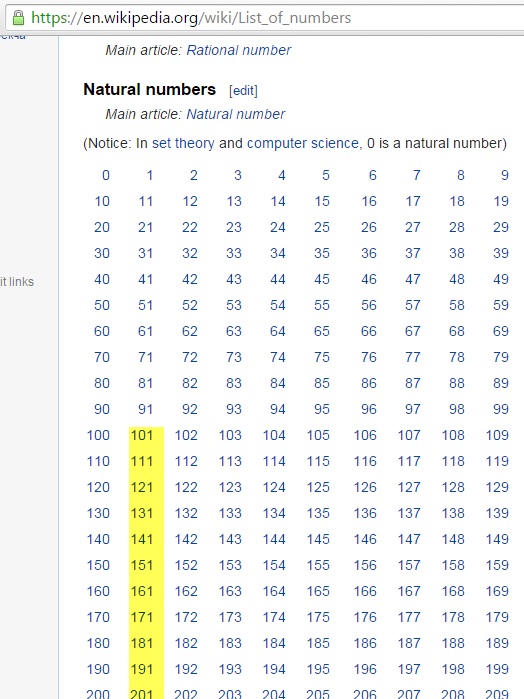 https://en.wikipedia.org/wiki/List_of_numbers
Main article: Rational number
Natural numbers [edit]
Main article: Natural number
(Notice: In set theory and computer science, 0 is a natural number)
0 1 2 3 4 5 6 7 8 9
10 11 12 13 14 15 16 17 18 19
20 21 22 23 24 25 26 27 28 29
30 31 32 33 34 35 36 37 38 39
it links
40 41 42 43 44 45 46 47 48 49
50 51 52 53 54 55 56 57 58 59
60 61 62 63 64 65 66 67 68 69
70 71 72 73 74 75 76 77 78 79
80 81 82 83 84 85 86 87 88 89
90 91 92 93 94 95 96 97 98 99
100 101 102 103 104 105 106 107 108 109
110 111 112 113 114 115 116 117 118 119
120 121 122 123 124 125 126 127 128 129
130 131 132 133 134 135 136 137 138 139
140 141 142 143 144 145 146 147 148 149
150 151 152 153 154 155 156 157 158 159
160 161 162 163 164 165 166 167 168 169
170 171 172 173 174 175 176 177 178 179
180 181 182 183 184 185 186 187 188 189
190 191 192 193 194 195 196 197 198 199
200 201 202 203 204 205 206 207 208 209